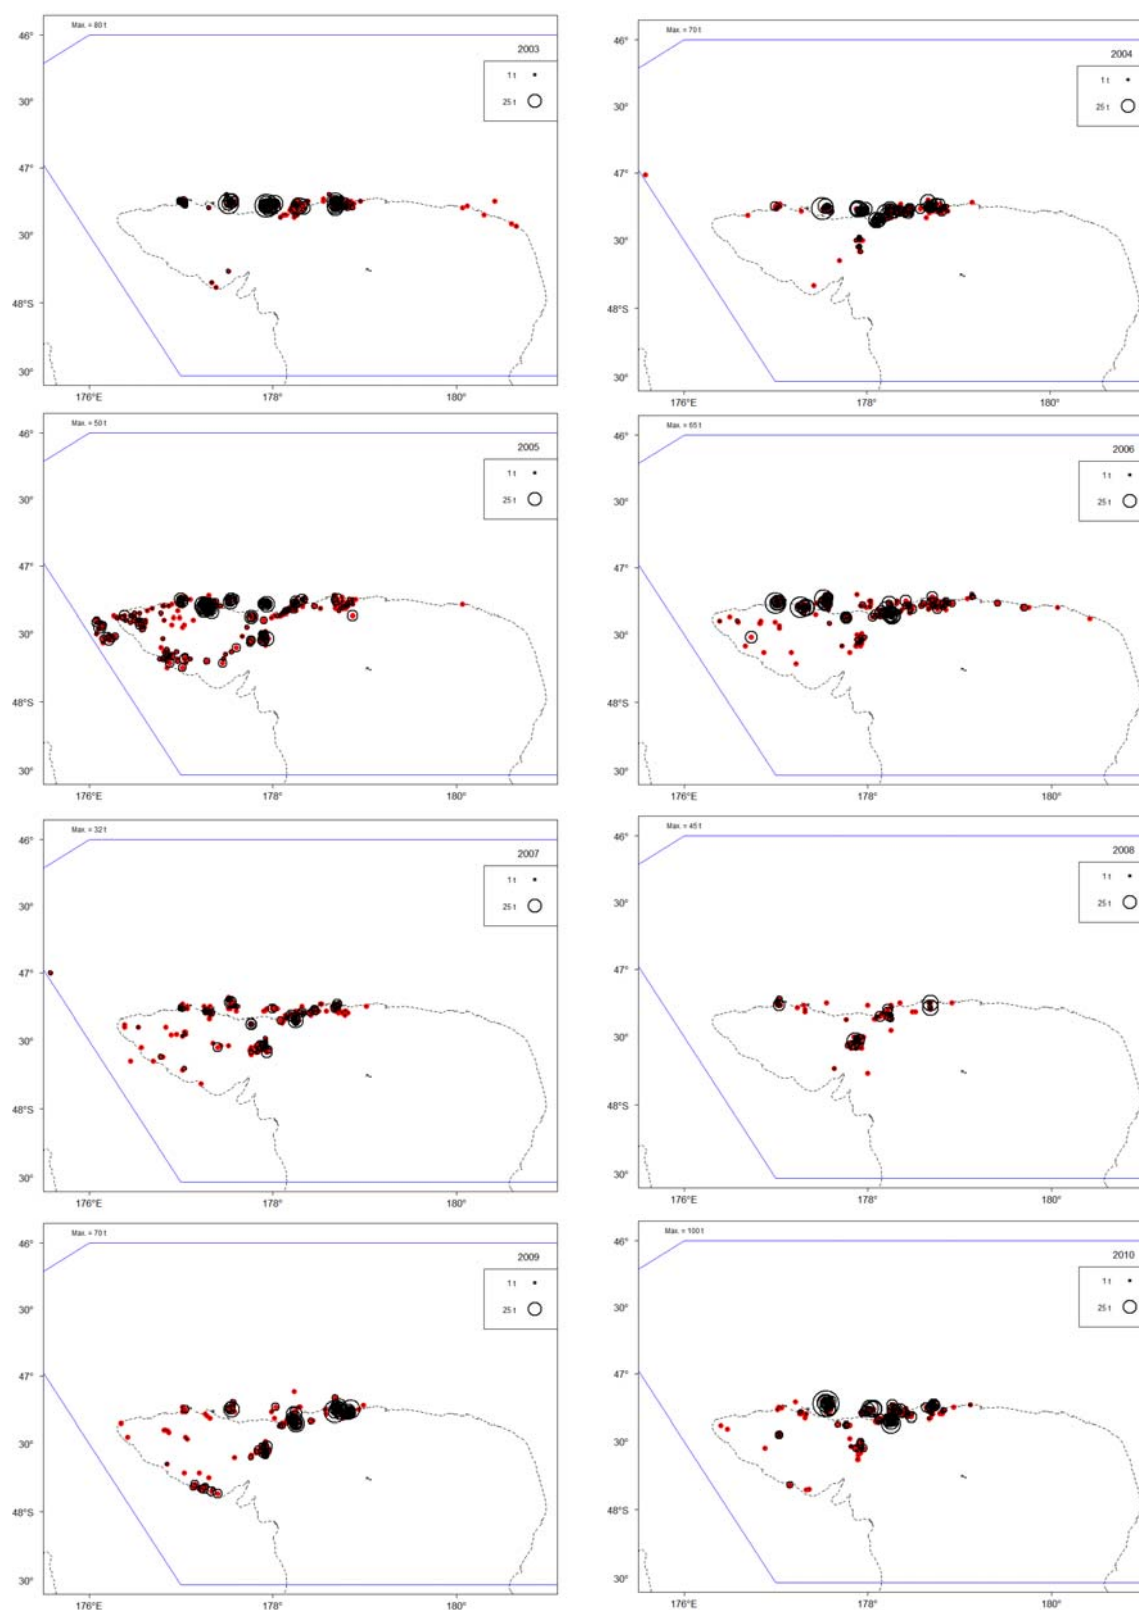 Max. = 80 t
2003
1 t
25 t
46°
30°
47°
30°
48°S
30°
176°E
178°
180°
Max. = 70 t
2004
1 t
25 t
46°
30°
47°
30°
48°S
30°
176°E
178°
180°
Max. = 50 t
2005
1 t
25 t
46°
30°
47°
30°
48°S
30°
176°E
178°
180°
Max. = 65 t
2006
1 t
25 t
46°
30°
47°
30°
48°S
30°
176°E
178°
180°
Max. = 32 t
2007
1 t
25 t
46°
30°
47°
30°
48°S
30°
176°E
178°
180°
Max. = 45 t
2008
1 t
25 t
46°
30°
47°
30°
48°S
30°
176°E
178°
180°
Max. = 70 t
2009
1 t
25 t
46°
30°
47°
30°
48°S
30°
176°E
178°
180°
Max. = 100 t
2010
1 t
25 t
46°
30°
47°
30°
48°S
30°
176°E
178°
180°